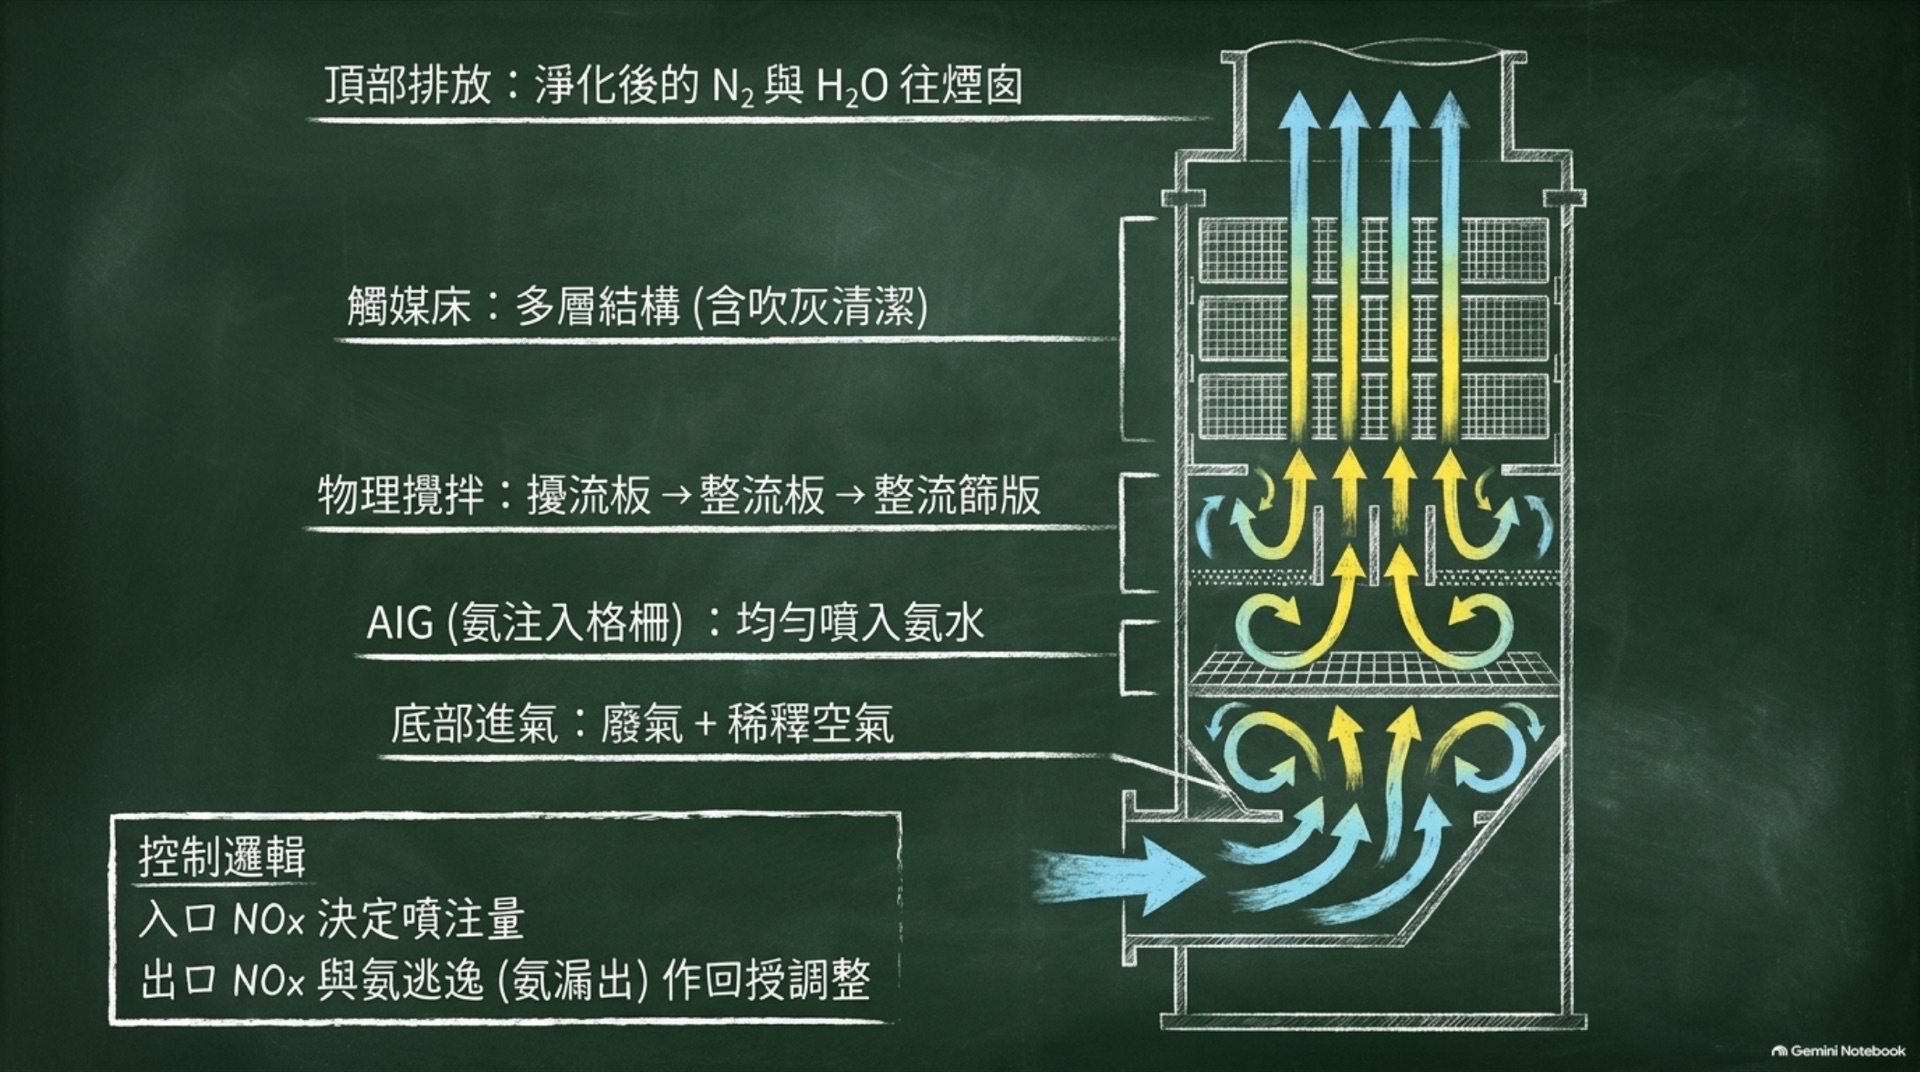 頂部排放：淨化後的 N₂ 與 H₂O 往煙囪
觸媒床：多層結構 (含吹灰清潔)
物理攪拌：擾流板 → 整流板 → 整流篩版
AIG (氨注入格柵) ：均勻噴入氨水
底部進氣：廢氣 + 稀釋空氣
控制邏輯
入口 NOx 決定噴注量
出口 NOx 與氨逃逸 (氨漏出) 作回授調整
Gemini Notebook